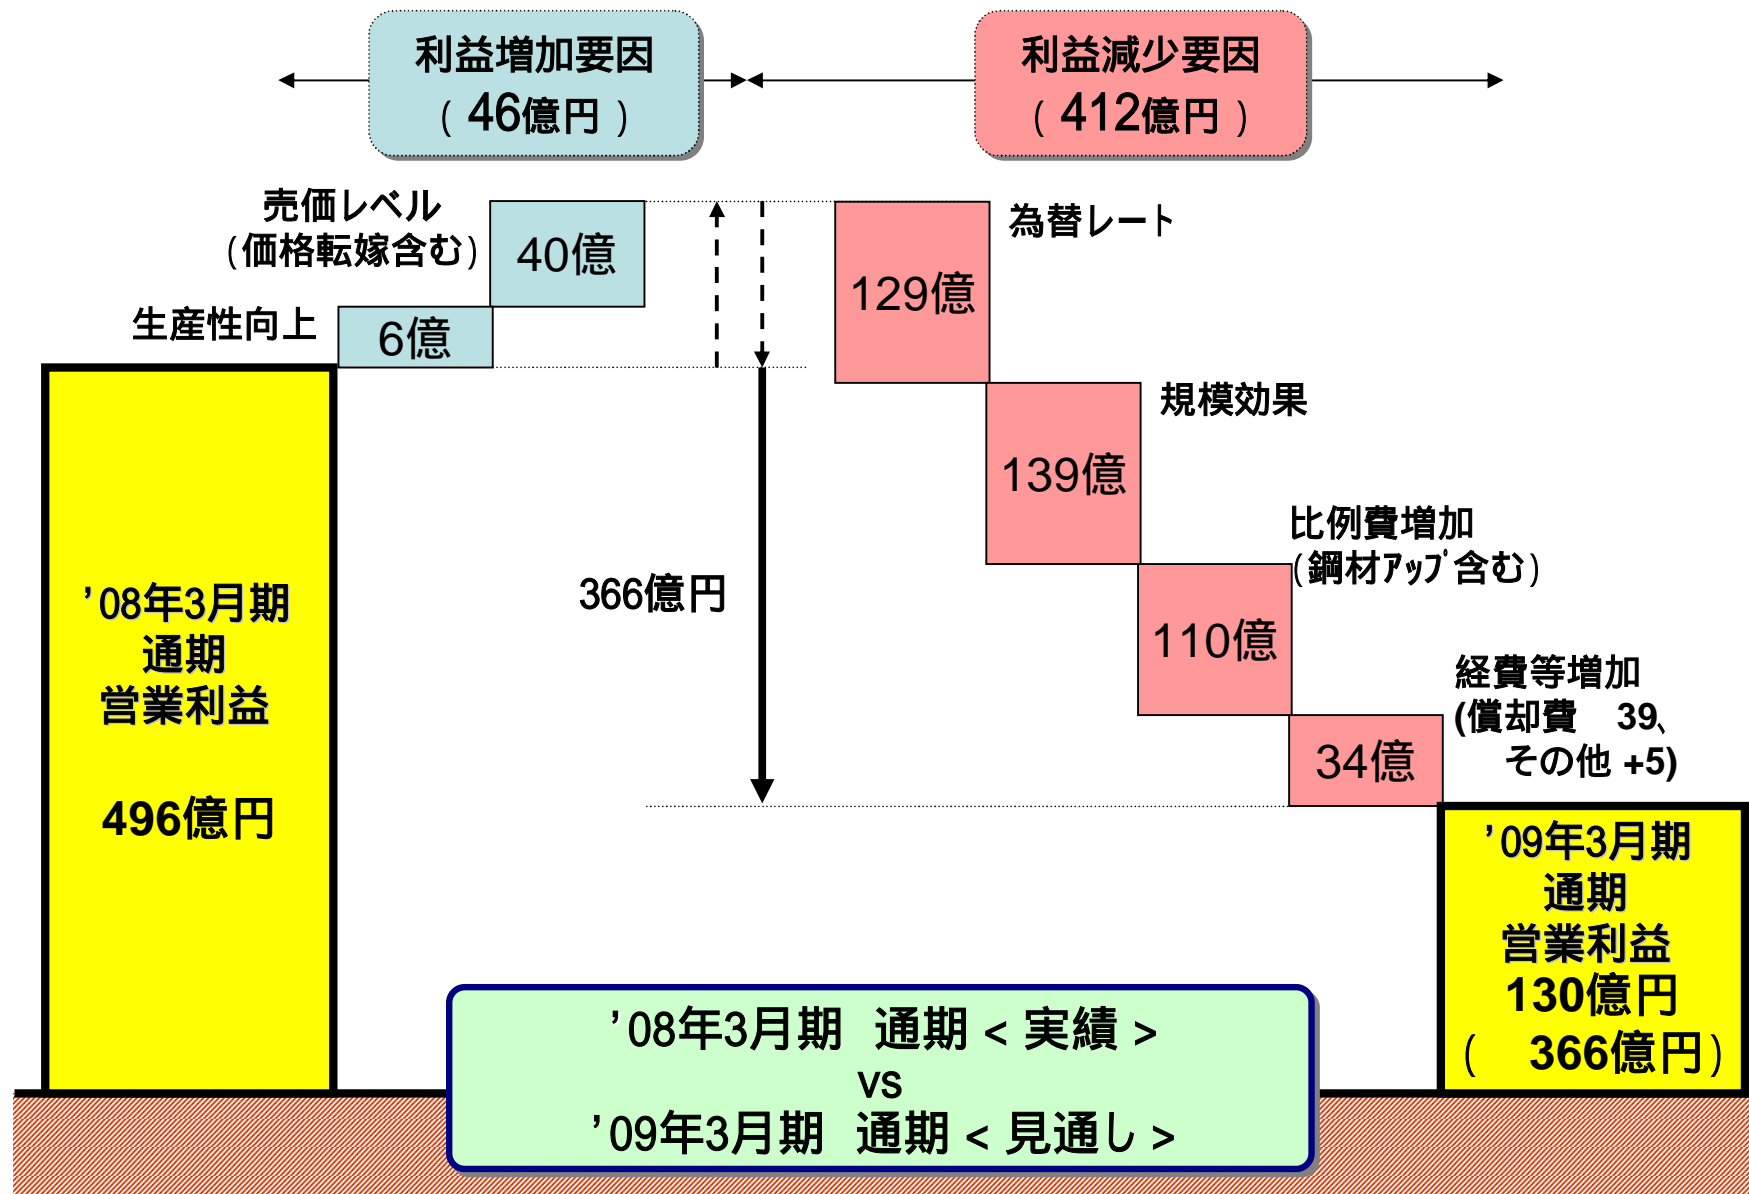 利益増加要因
( 46億円 )
利益減少要因
( 412億円 )
売価レベル
(価格転嫁含む)
40億
生産性向上
6億
129億
為替レート
139億
規模効果
110億
比例費増加
(鋼材ｱｯﾌﾟ含む)
34億
経費等増加
(償却費　39、
その他 +5)
366億円
’08年3月期
通期
営業利益
496億円
’09年3月期
通期
営業利益
130億円
(　366億円)
’08年3月期　通期 < 実績 >
VS
’09年3月期　通期 < 見通し >